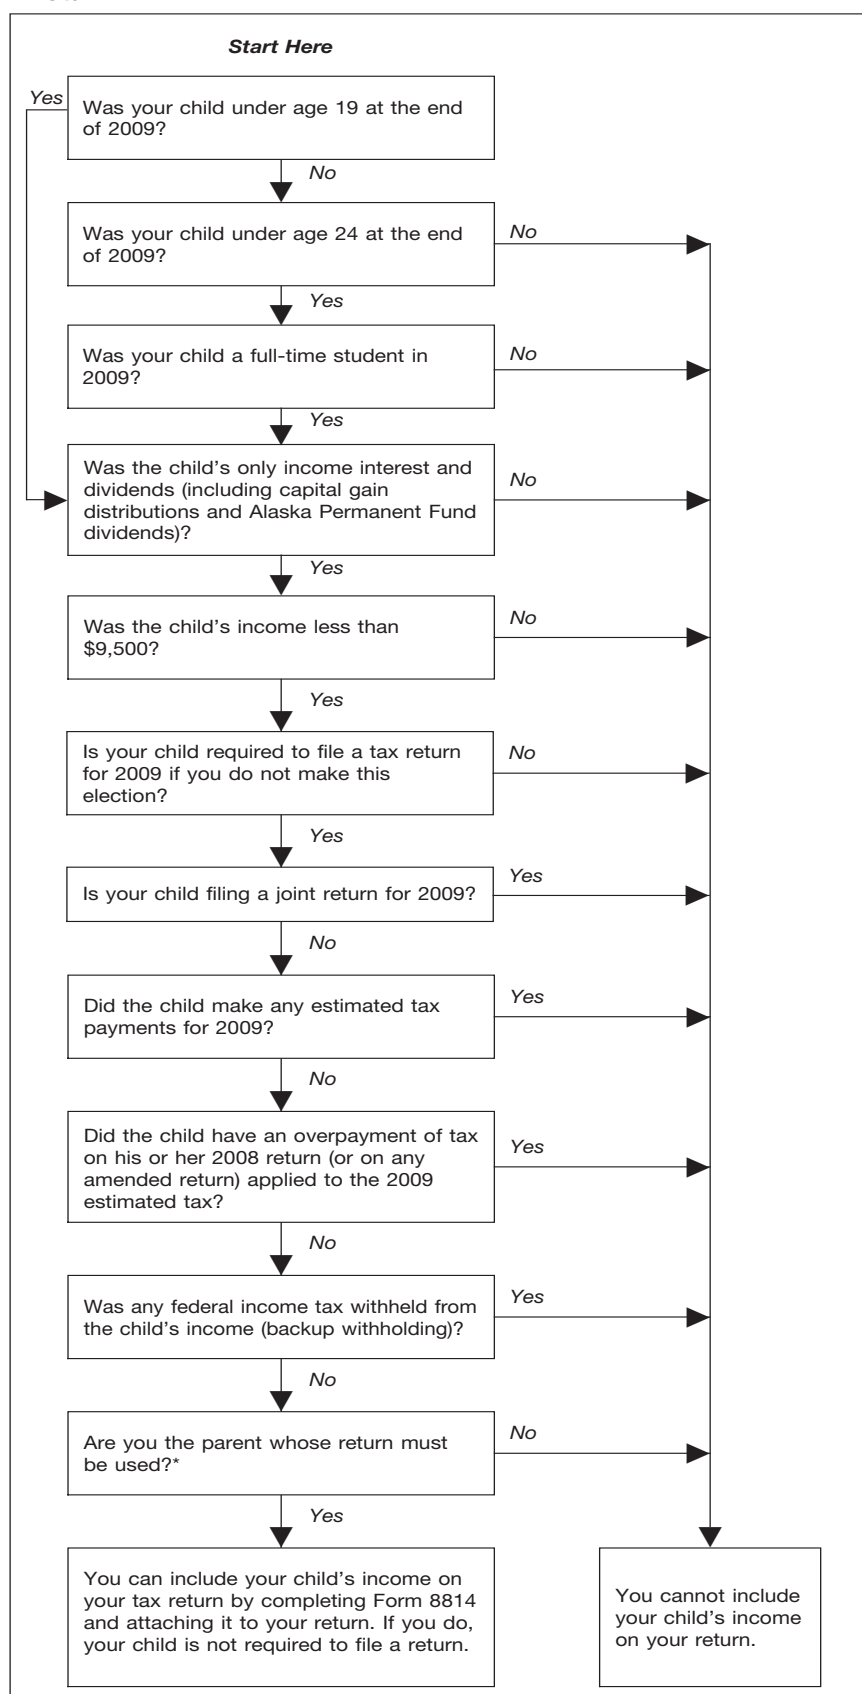 Start Here
Yes
Was your child under age 19 at the end
of 2009?
No
Was your child under age 24 at the end
of 2009?
No
Yes
Was your child a full-time student in
2009?
No
Yes
Was the child's only income interest and
dividends (including capital gain
distributions and Alaska Permanent Fund
dividends)?
No
Yes
Was the child's income less than
$9,500?
No
Yes
Is your child required to file a tax return
for 2009 if you do not make this
election?
No
Yes
Is your child filing a joint return for 2009?
Yes
No
Did the child make any estimated tax
payments for 2009?
Yes
No
Did the child have an overpayment of tax
on his or her 2008 return (or on any
amended return) applied to the 2009
estimated tax?
Yes
No
Was any federal income tax withheld from
the child's income (backup withholding)?
Yes
No
Are you the parent whose return must
be used?*
No
Yes
You can include your child's income on
your tax return by completing Form 8814
and attaching it to your return. If you do,
your child is not required to file a return.
You cannot include
your child's income
on your return.